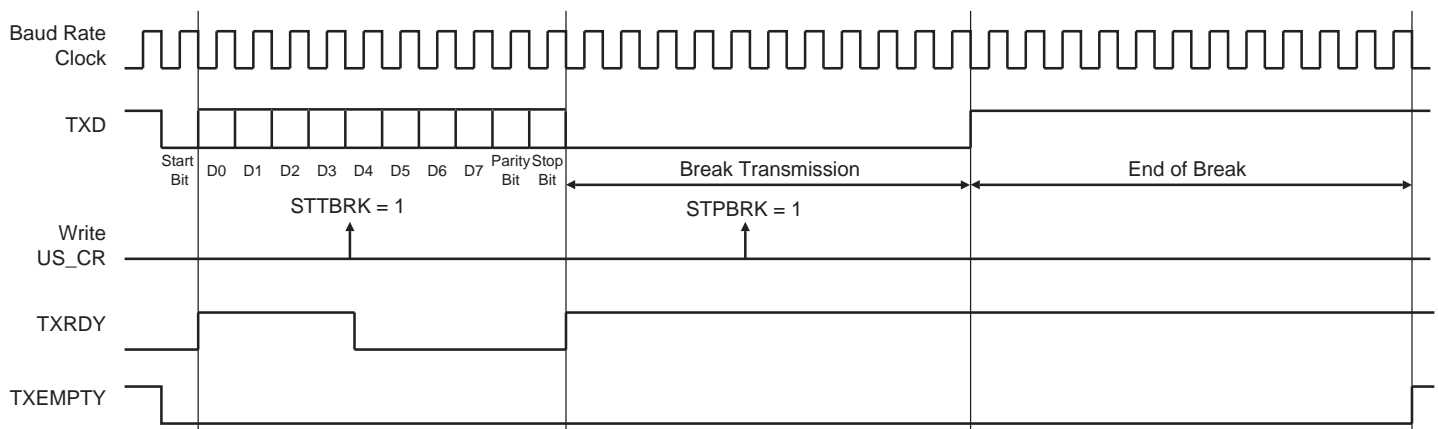 Baud Rate
Clock
TXD
Start
Bit
D0 D1 D2 D3 D4 D5 D6 D7
Parity
Bit
Stop
Bit
Break Transmission
End of Break
STTBRK = 1
STPBRK = 1
Write
US_CR
TXRDY
TXEMPTY